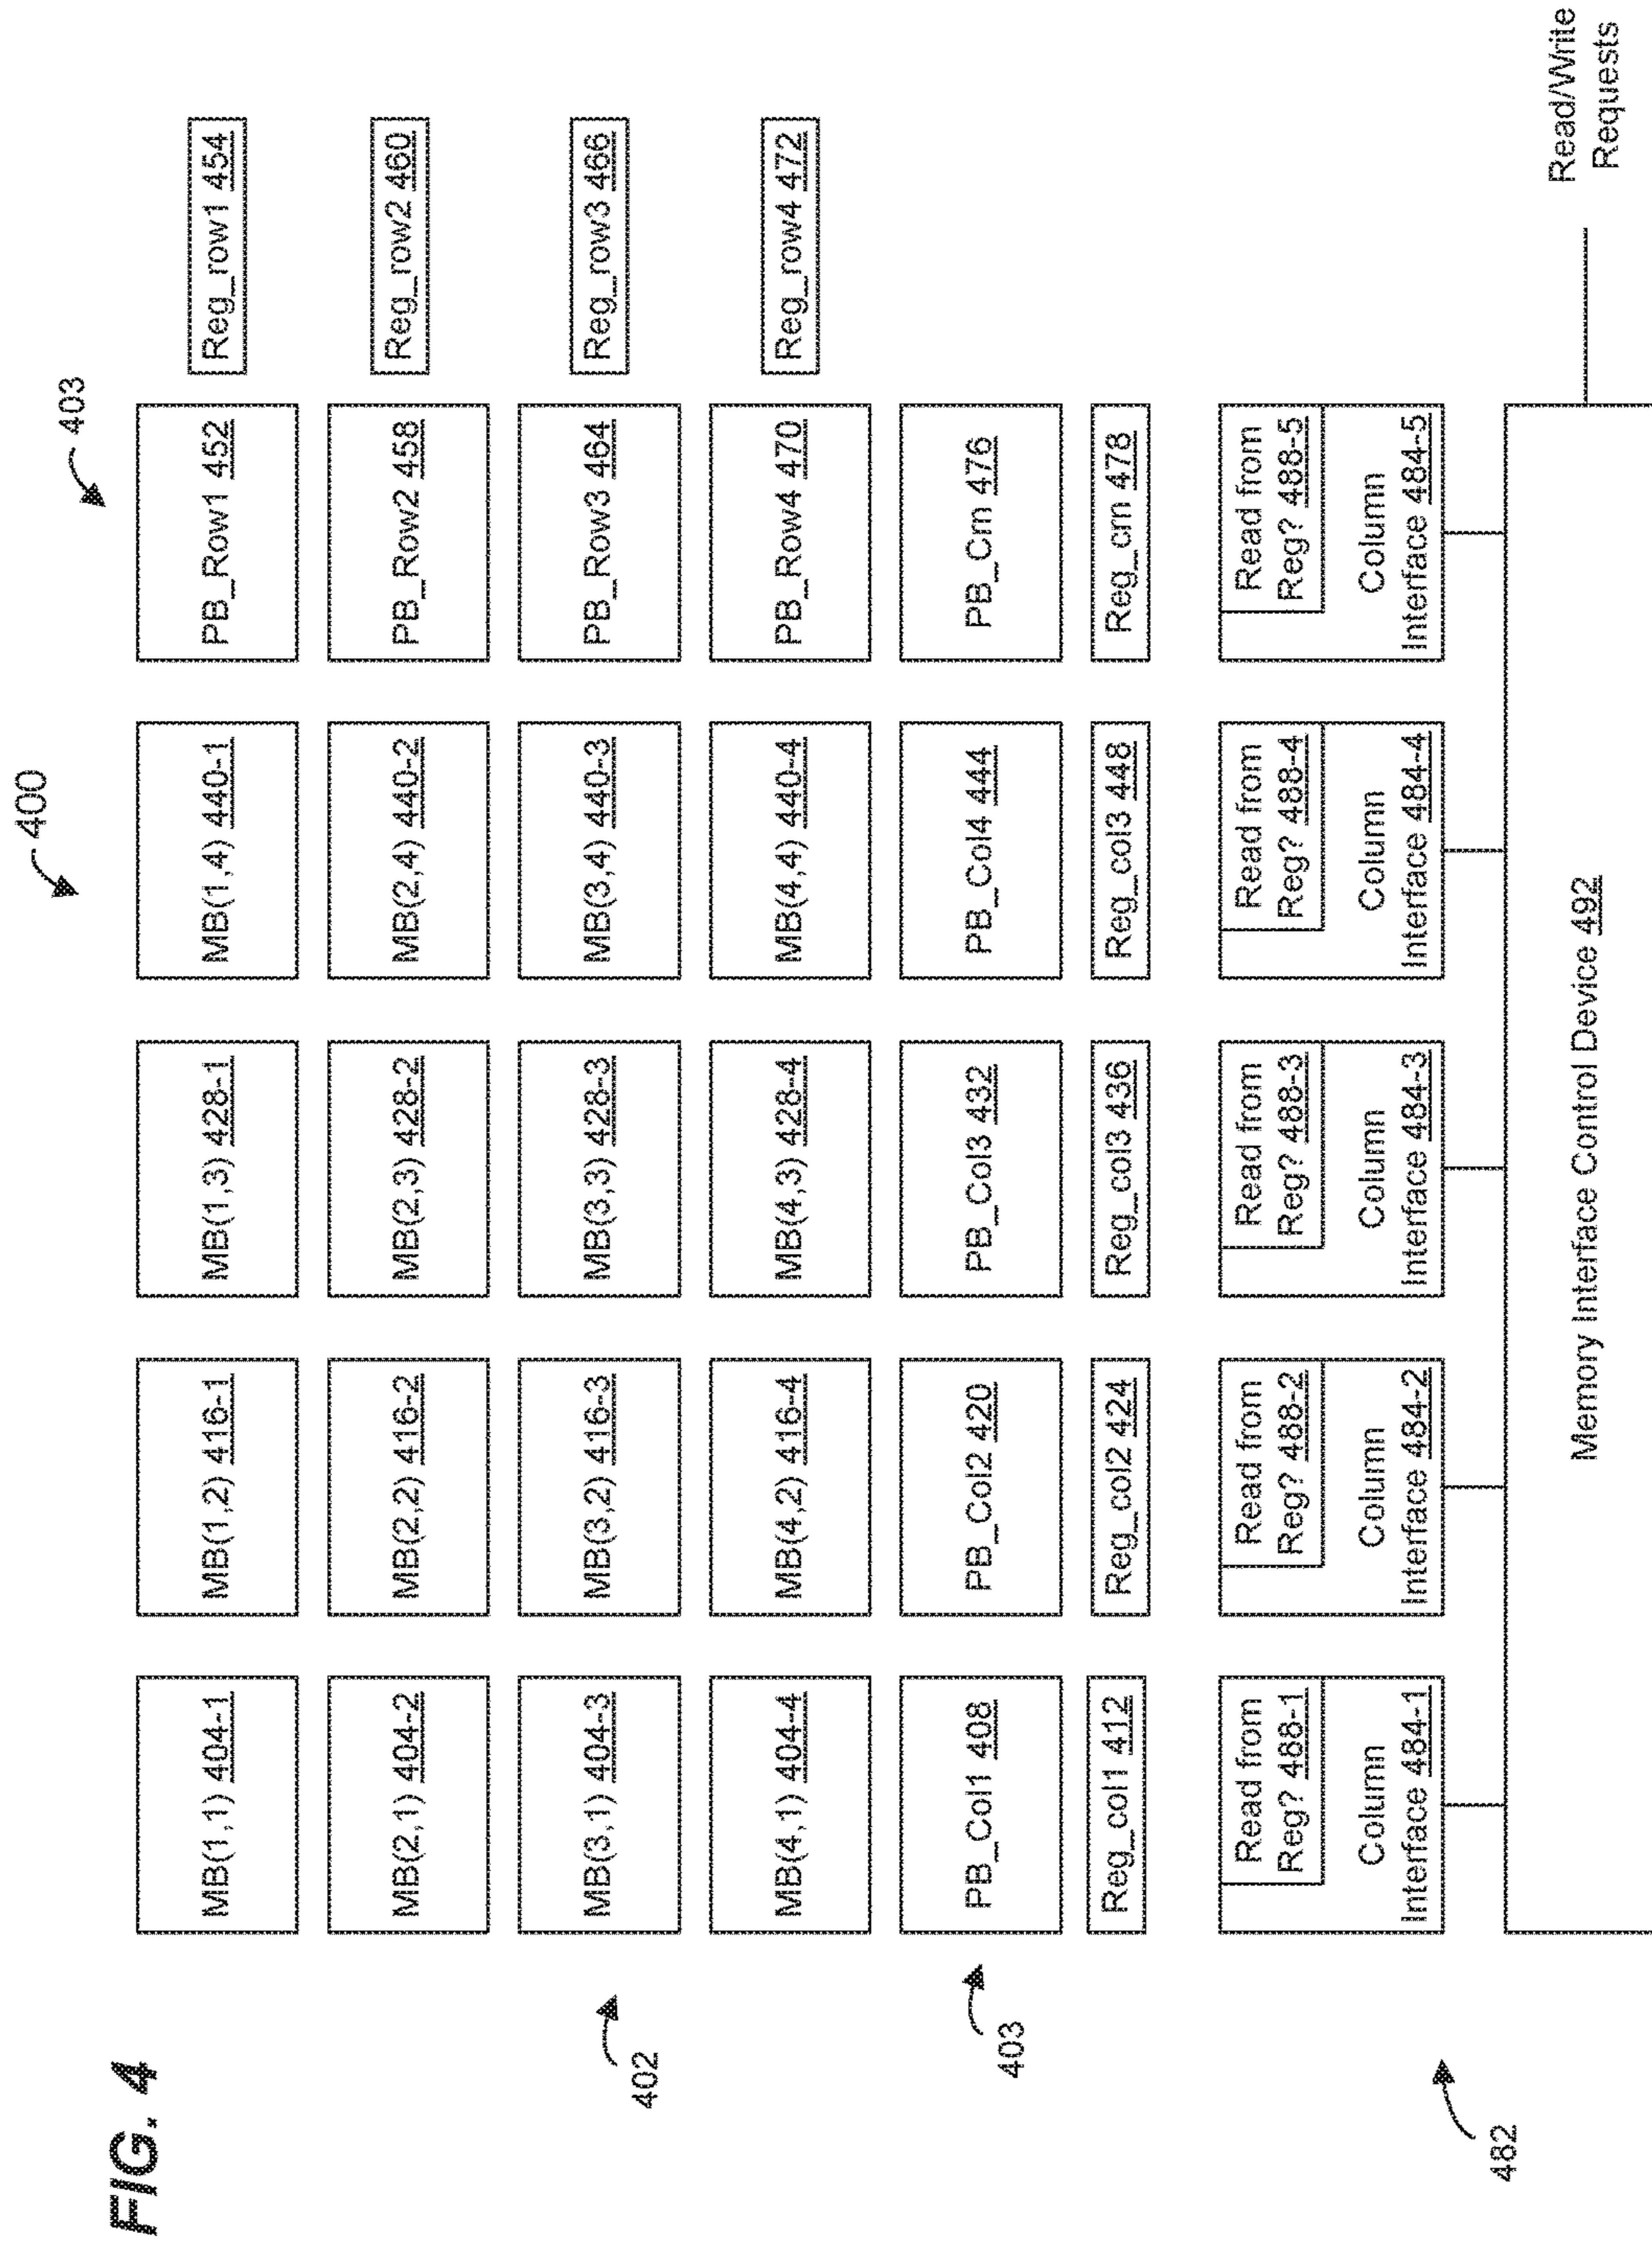 FIG. 4
400
403
MB(1,1) 404-1
MB(1,2) 416-1
MB(1,3) 428-1
MB(1,4) 440-1
PB_Row1 452
Reg_row1 454
MB(2,1) 404-2
MB(2,2) 416-2
MB(2,3) 428-2
MB(2,4) 440-2
PB_Row2 458
Reg_row2 460
MB(3,1) 404-3
MB(3,2) 416-3
MB(3,3) 428-3
MB(3,4) 440-3
PB_Row3 464
Reg_row3 466
402
MB(4,1) 404-4
MB(4,2) 416-4
MB(4,3) 428-4
MB(4,4) 440-4
PB_Row4 470
Reg_row4 472
403
PB_Col1 408
PB_Col2 420
PB_Col3 432
PB_Col4 444
PB_Crn 476
Reg_col1 412
Reg_col2 424
Reg_col3 436
Reg_col3 448
Reg_crn 478
Read from
Reg? 488-1
Column
Interface 484-1
Read from
Reg? 488-2
Column
Interface 484-2
Read from
Reg? 488-3
Column
Interface 484-3
Read from
Reg? 488-4
Column
Interface 484-4
Read from
Reg? 488-5
Column
Interface 484-5
482
Memory Interface Control Device 492
Read/Write
Requests